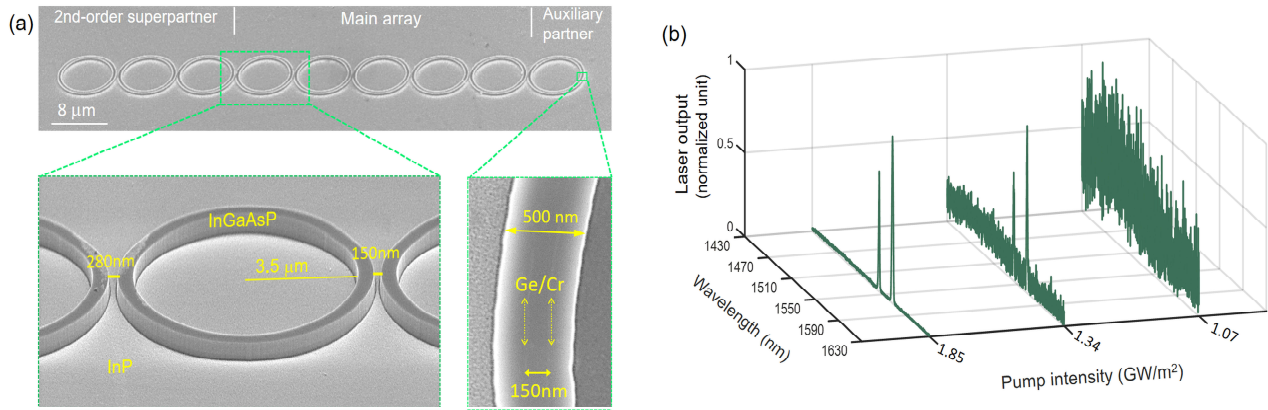 (a)
2nd-order superpartner
Main array
Auxiliary
partner
8 μm
InGaAsP
280nm
3.5 μm
150nm
InP
500 nm
Ge/Cr
150nm
(b)
Laser output
(normalized unit)
1
0.5
0
1430
1470
1510
1550
1590
1630
Wavelength (nm)
1.85
1.34
1.07
Pump intensity (GW/m²)